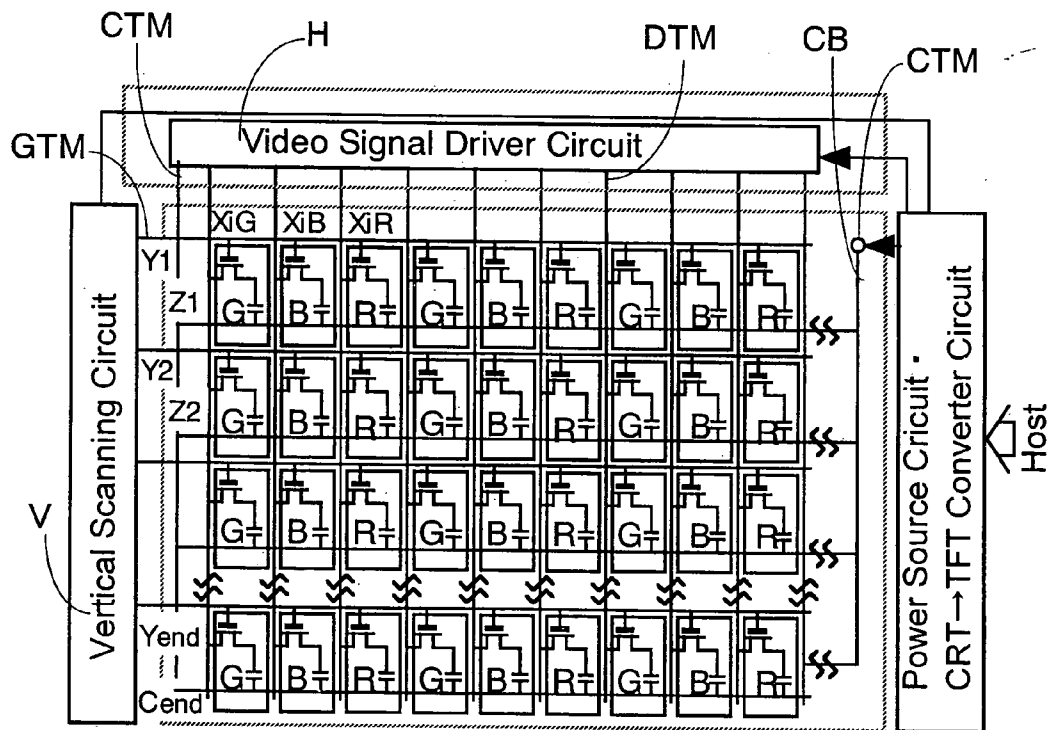 CTM H DTM CB CTM
GTM Video Signal Driver Circuit
XiG XiB XiR
Y1
Z1 G B R G B R G B R
Y2
Z2 G B R G B R G B R
G B R G B R G B R
V
Yend
G B R G B R G B R
Cend
Vertical Scanning Circuit
Power Source Cricuit ·
CRT→TFT Converter Circuit
Host